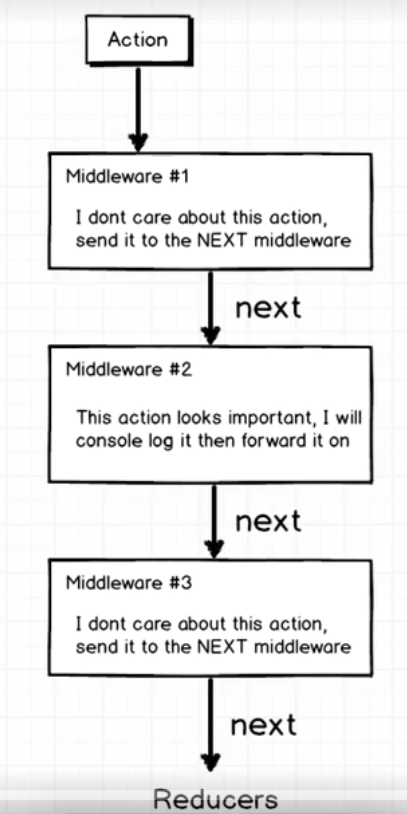 Action
Middleware #1
I dont care about this action,
send it to the NEXT middleware
next
Middleware #2
This action looks important, I will
console log it then forward it on
next
Middleware #3
I dont care about this action,
send it to the NEXT middleware
next
Reducers